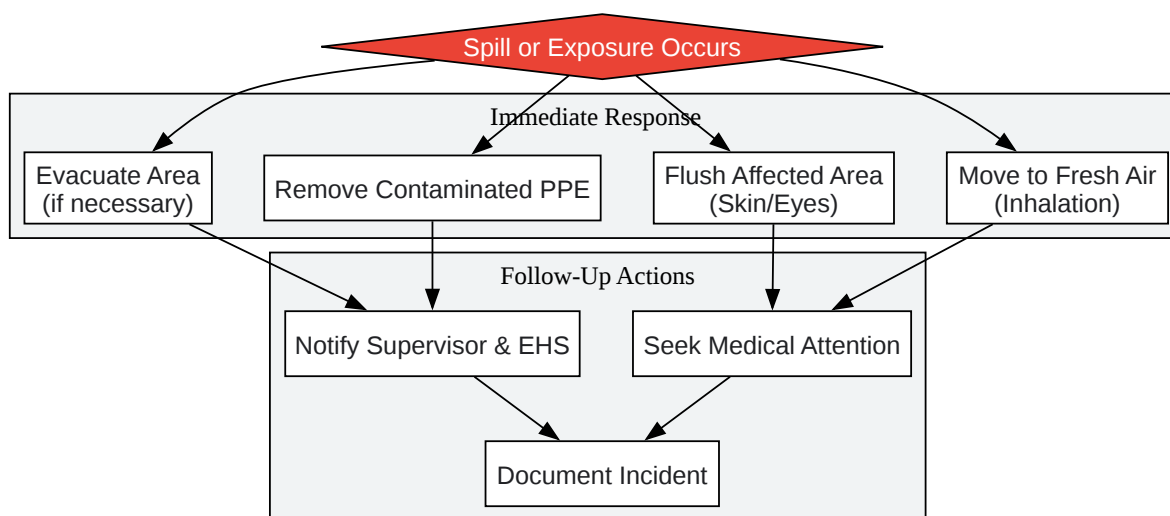 Spill or Exposure Occurs
Immediate Response
Evacuate Area
(if necessary)
Remove Contaminated PPE
Flush Affected Area
(Skin/Eyes)
Move to Fresh Air
(Inhalation)
Follow-Up Actions
Notify Supervisor & EHS
Seek Medical Attention
Document Incident